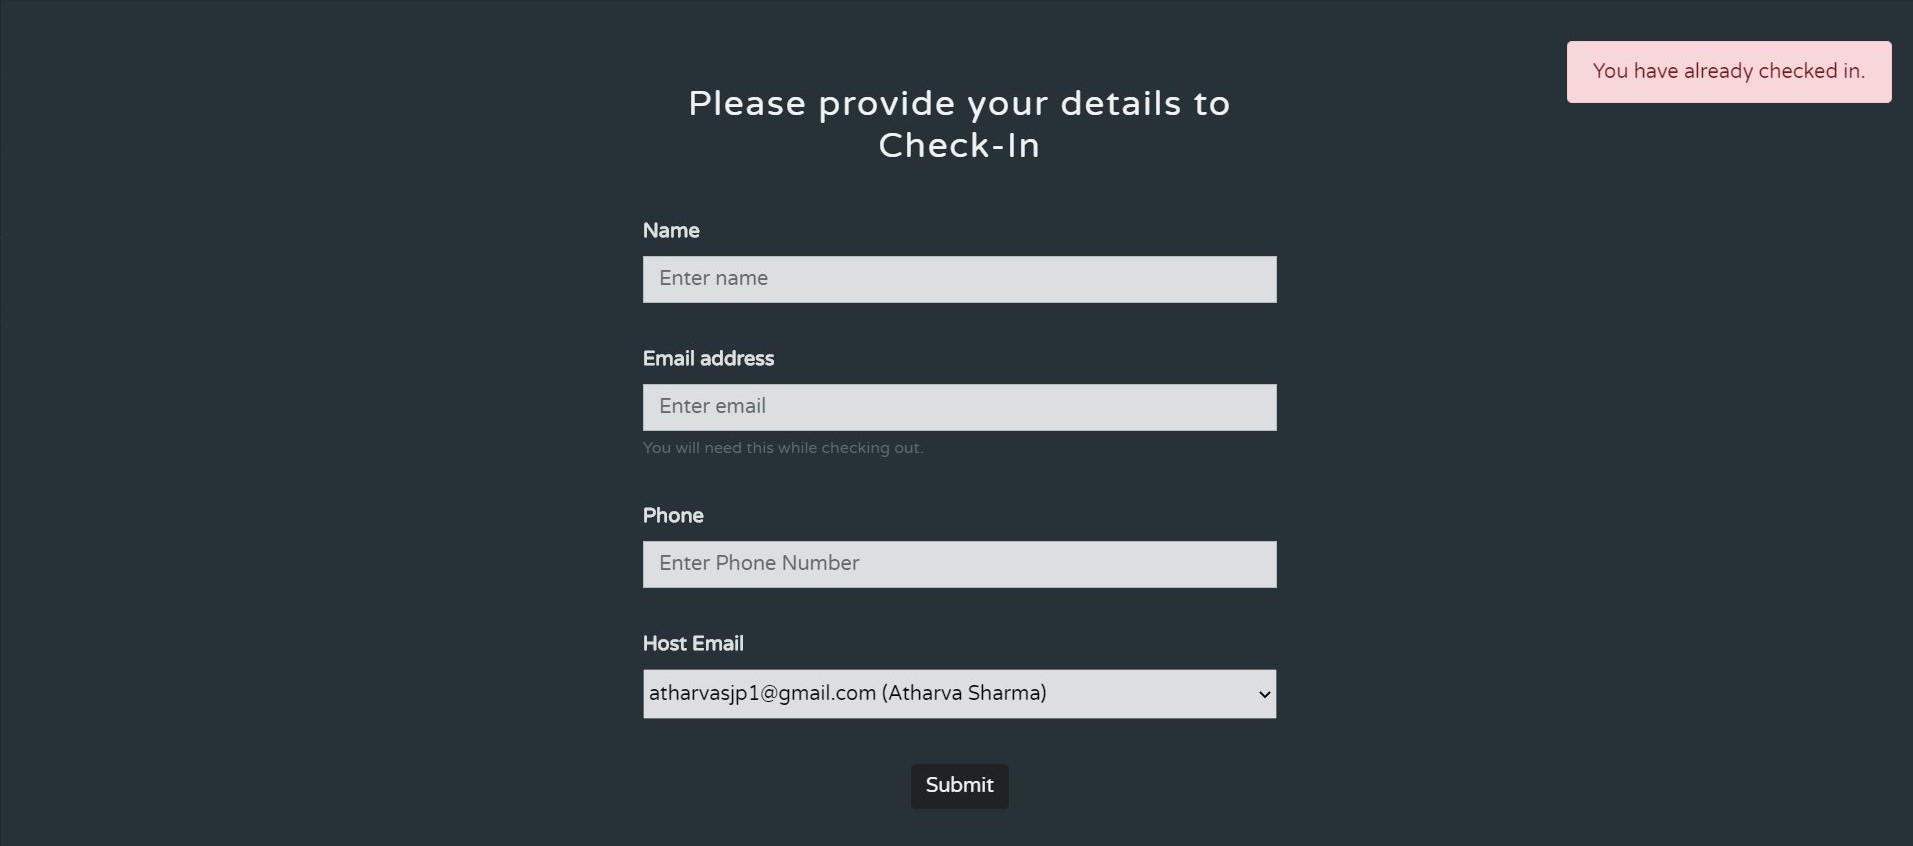 You have already checked in.
Please provide your details to
Check-In
Name
Enter name
Email address
Enter email
You will need this while checking out.
Phone
Enter Phone Number
Host Email
atharvasjp1@gmail.com (Atharva Sharma)
Submit